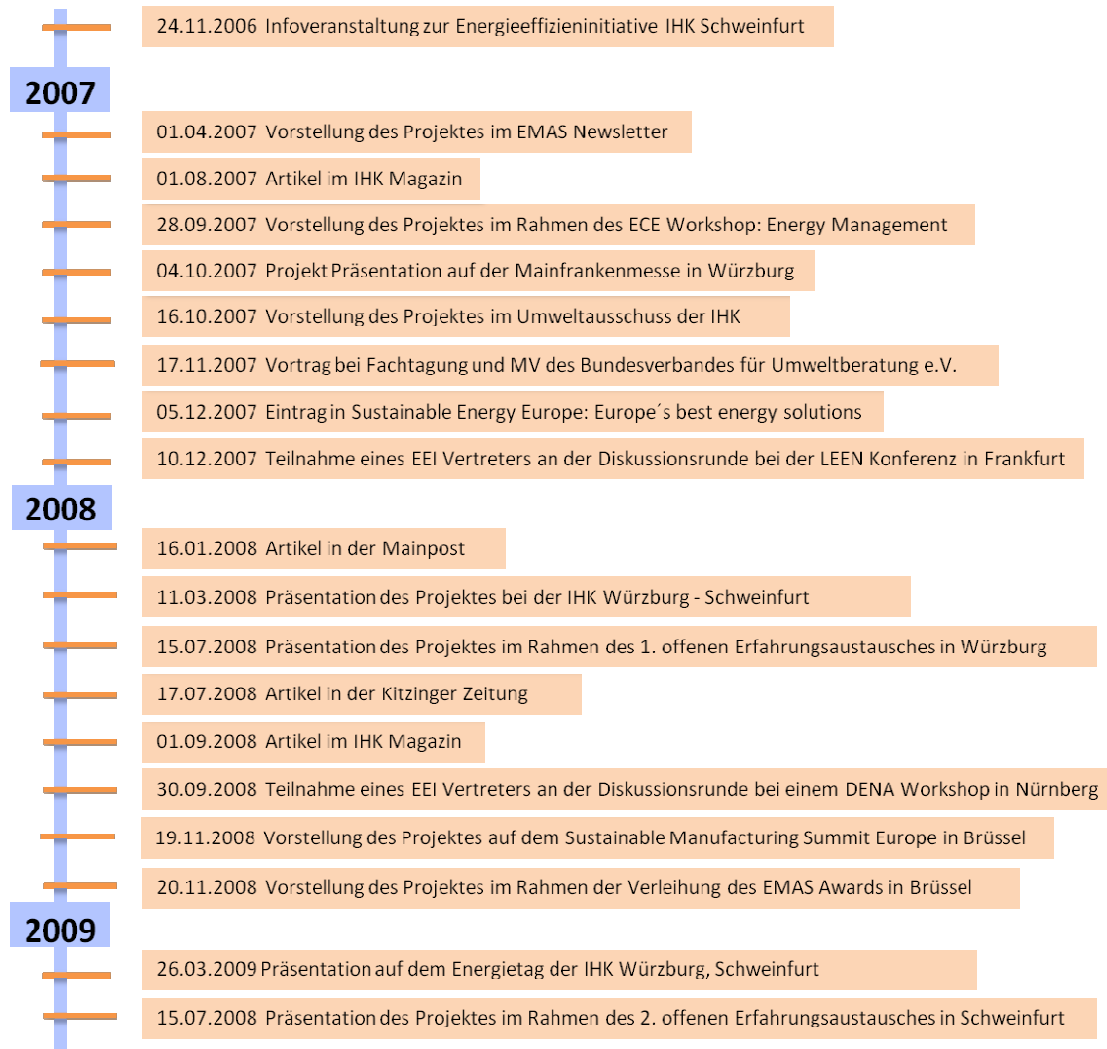 24.11.2006 Infoveranstaltung zur Energieeffizieninitiative IHK Schweinfurt
2007
01.04.2007 Vorstellung des Projektes im EMAS Newsletter
01.08.2007 Artikel im IHK Magazin
28.09.2007 Vorstellung des Projektes im Rahmen des ECE Workshop: Energy Management
04.10.2007 Projekt Präsentation auf der Mainfrankenmesse in Würzburg
16.10.2007 Vorstellung des Projektes im Umweltausschuss der IHK
17.11.2007 Vortrag bei Fachtagung und MV des Bundesverbandes für Umweltberatung e.V.
05.12.2007 Eintrag in Sustainable Energy Europe: Europe´s best energy solutions
10.12.2007 Teilnahme eines EEI Vertreters an der Diskussionsrunde bei der LEEN Konferenz in Frankfurt
2008
16.01.2008 Artikel in der Mainpost
11.03.2008 Präsentation des Projektes bei der IHK Würzburg - Schweinfurt
15.07.2008 Präsentation des Projektes im Rahmen des 1. offenen Erfahrungsaustausches in Würzburg
17.07.2008 Artikel in der Kitzinger Zeitung
01.09.2008 Artikel im IHK Magazin
30.09.2008 Teilnahme eines EEI Vertreters an der Diskussionsrunde bei einem DENA Workshop in Nürnberg
19.11.2008 Vorstellung des Projektes auf dem Sustainable Manufacturing Summit Europe in Brüssel
20.11.2008 Vorstellung des Projektes im Rahmen der Verleihung des EMAS Awards in Brüssel
2009
26.03.2009 Präsentation auf dem Energietag der IHK Würzburg, Schweinfurt
15.07.2008 Präsentation des Projektes im Rahmen des 2. offenen Erfahrungsaustausches in Schweinfurt